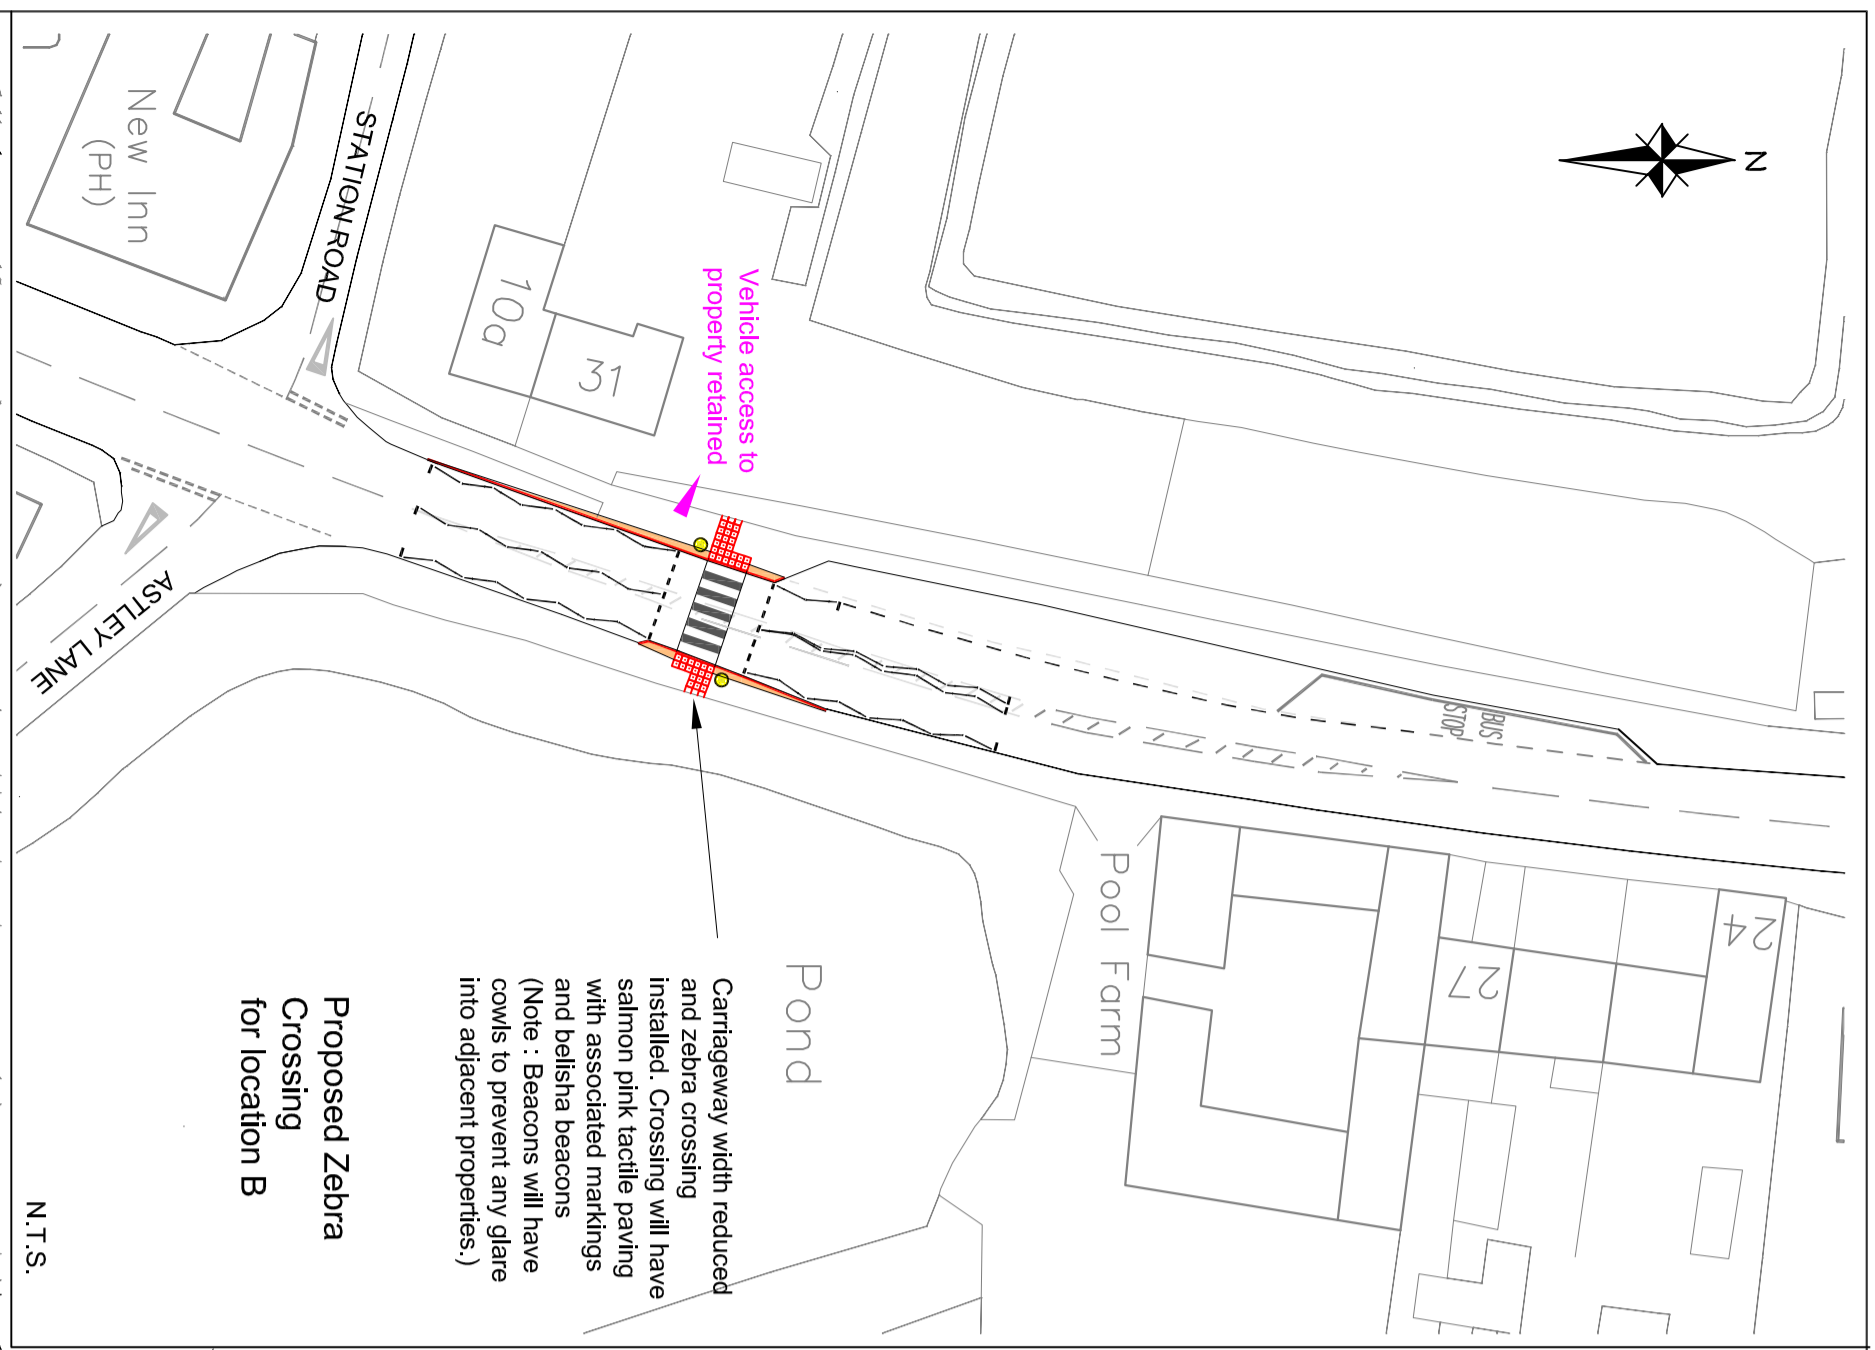 N
New Inn
(PH)
STATION ROAD
10a
31
Vehicle access to
property retained
ASTLEY LANE
BUS
STOP
Pool Farm
24
27
Pond
Carriageway width reduced
and zebra crossing
installed. Crossing will have
salmon pink tactile paving
with associated markings
and belisha beacons
(Note : Beacons will have
cowls to prevent any glare
into adjacent properties.)
Proposed Zebra
Crossing
for location B
N.T.S.